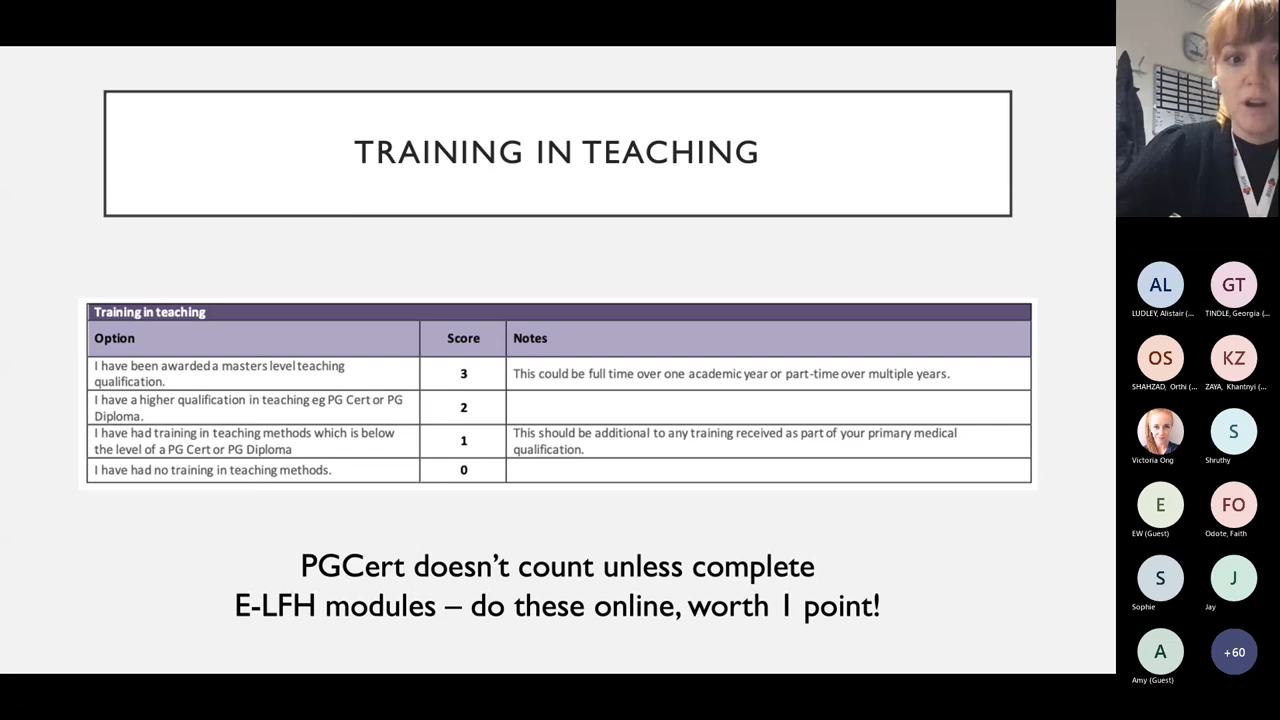 TRAINING IN TEACHING
Training in teaching
Option Score Notes
I have been awarded a masters level teaching
qualification.
3
This could be full time over one academic year or part-time over multiple years.
I have a higher qualification in teaching eg PG Cert or PG
Diploma.
2
I have had training in teaching methods which is below
the level of a PG Cert or PG Diploma
1
This should be additional to any training received as part of your primary medical
qualification.
I have had no training in teaching methods.
0
PGCert doesn't count unless complete
E-LFH modules – do these online, worth 1 point!
AL GT
LUDLEY, Alistair (... TINDLE, Georgia (...
OS KZ
SHAHZAD, Orthi (... ZAYA, Khantnyi (...
S
Victoria Ong Shruthy
E FO
EW (Guest) Odote, Faith
S J
Sophie Jay
A +60
Amy (Guest)